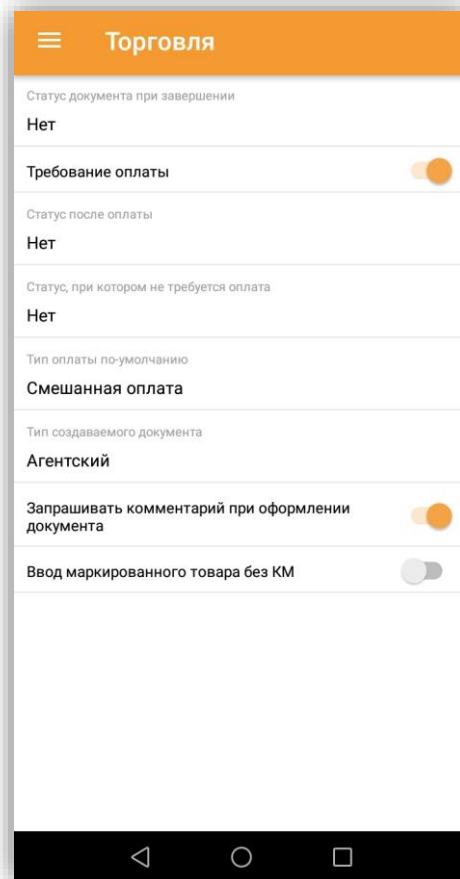 Торговля
Статус документа при завершении
Нет
Требование оплаты
Статус после оплаты
Нет
Статус, при котором не требуется оплата
Нет
Тип оплаты по-умолчанию
Смешанная оплата
Тип создаваемого документа
Агентский
Запрашивать комментарий при оформлении
документа
Ввод маркированного товара без КМ